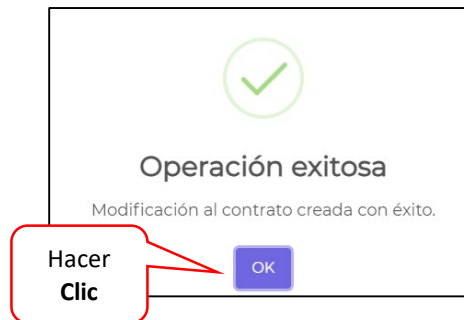 Operación exitosa
Modificación al contrato creada con éxito.
Hacer
Clic
OK